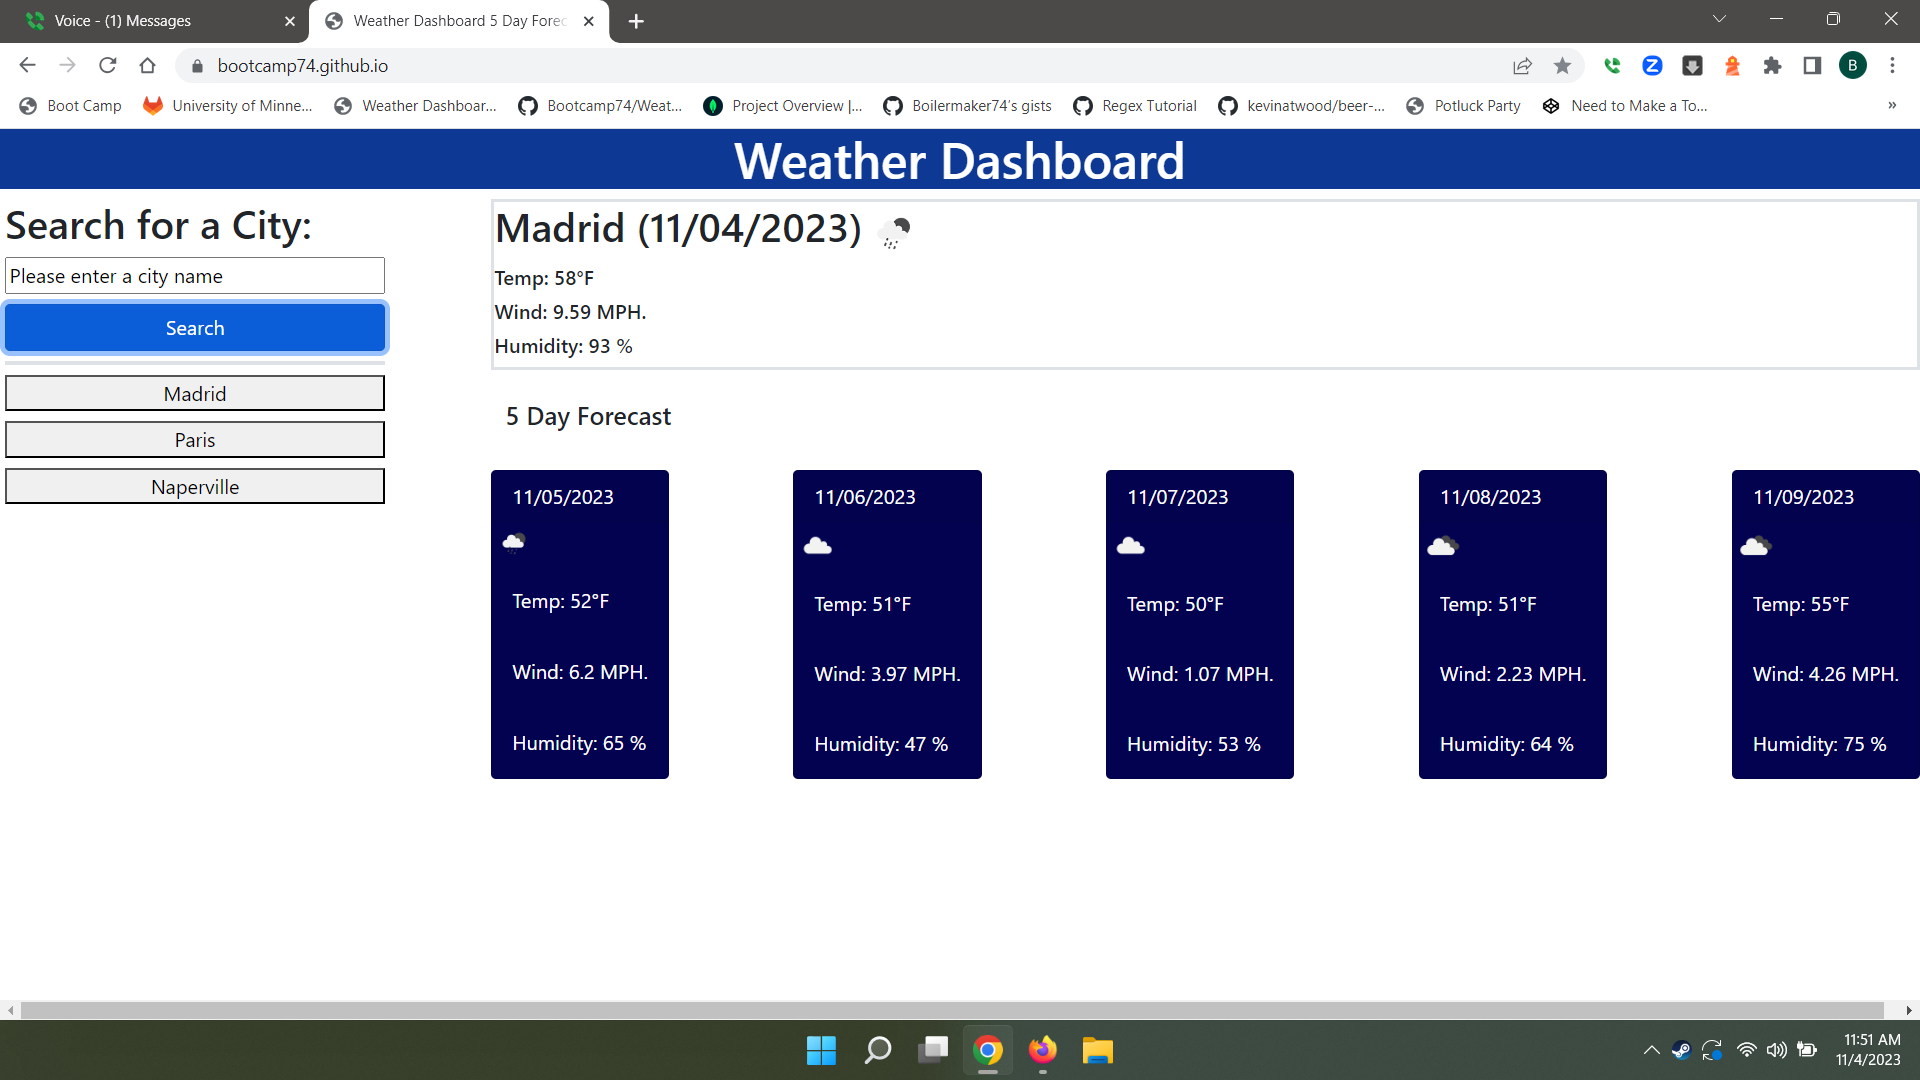 Voice - (1) Messages
Weather Dashboard 5 Day Forec
bootcamp74.github.io
B
Boot Camp
University of Minne...
Weather Dashboar...
Bootcamp74/Weat...
Project Overview |...
Boilermaker74's gists
Regex Tutorial
kevinatwood/beer-...
Potluck Party
Need to Make a To...
»
Weather Dashboard
Search for a City:
Please enter a city name
Search
Madrid
Paris
Naperville
Madrid (11/04/2023)
Temp: 58°F
Wind: 9.59 MPH.
Humidity: 93 %
5 Day Forecast
11/05/2023
Temp: 52°F
Wind: 6.2 MPH.
Humidity: 65 %
11/06/2023
Temp: 51°F
Wind: 3.97 MPH.
Humidity: 47 %
11/07/2023
Temp: 50°F
Wind: 1.07 MPH.
Humidity: 53 %
11/08/2023
Temp: 51°F
Wind: 2.23 MPH.
Humidity: 64 %
11/09/2023
Temp: 55°F
Wind: 4.26 MPH.
Humidity: 75 %
11:51 AM
11/4/2023